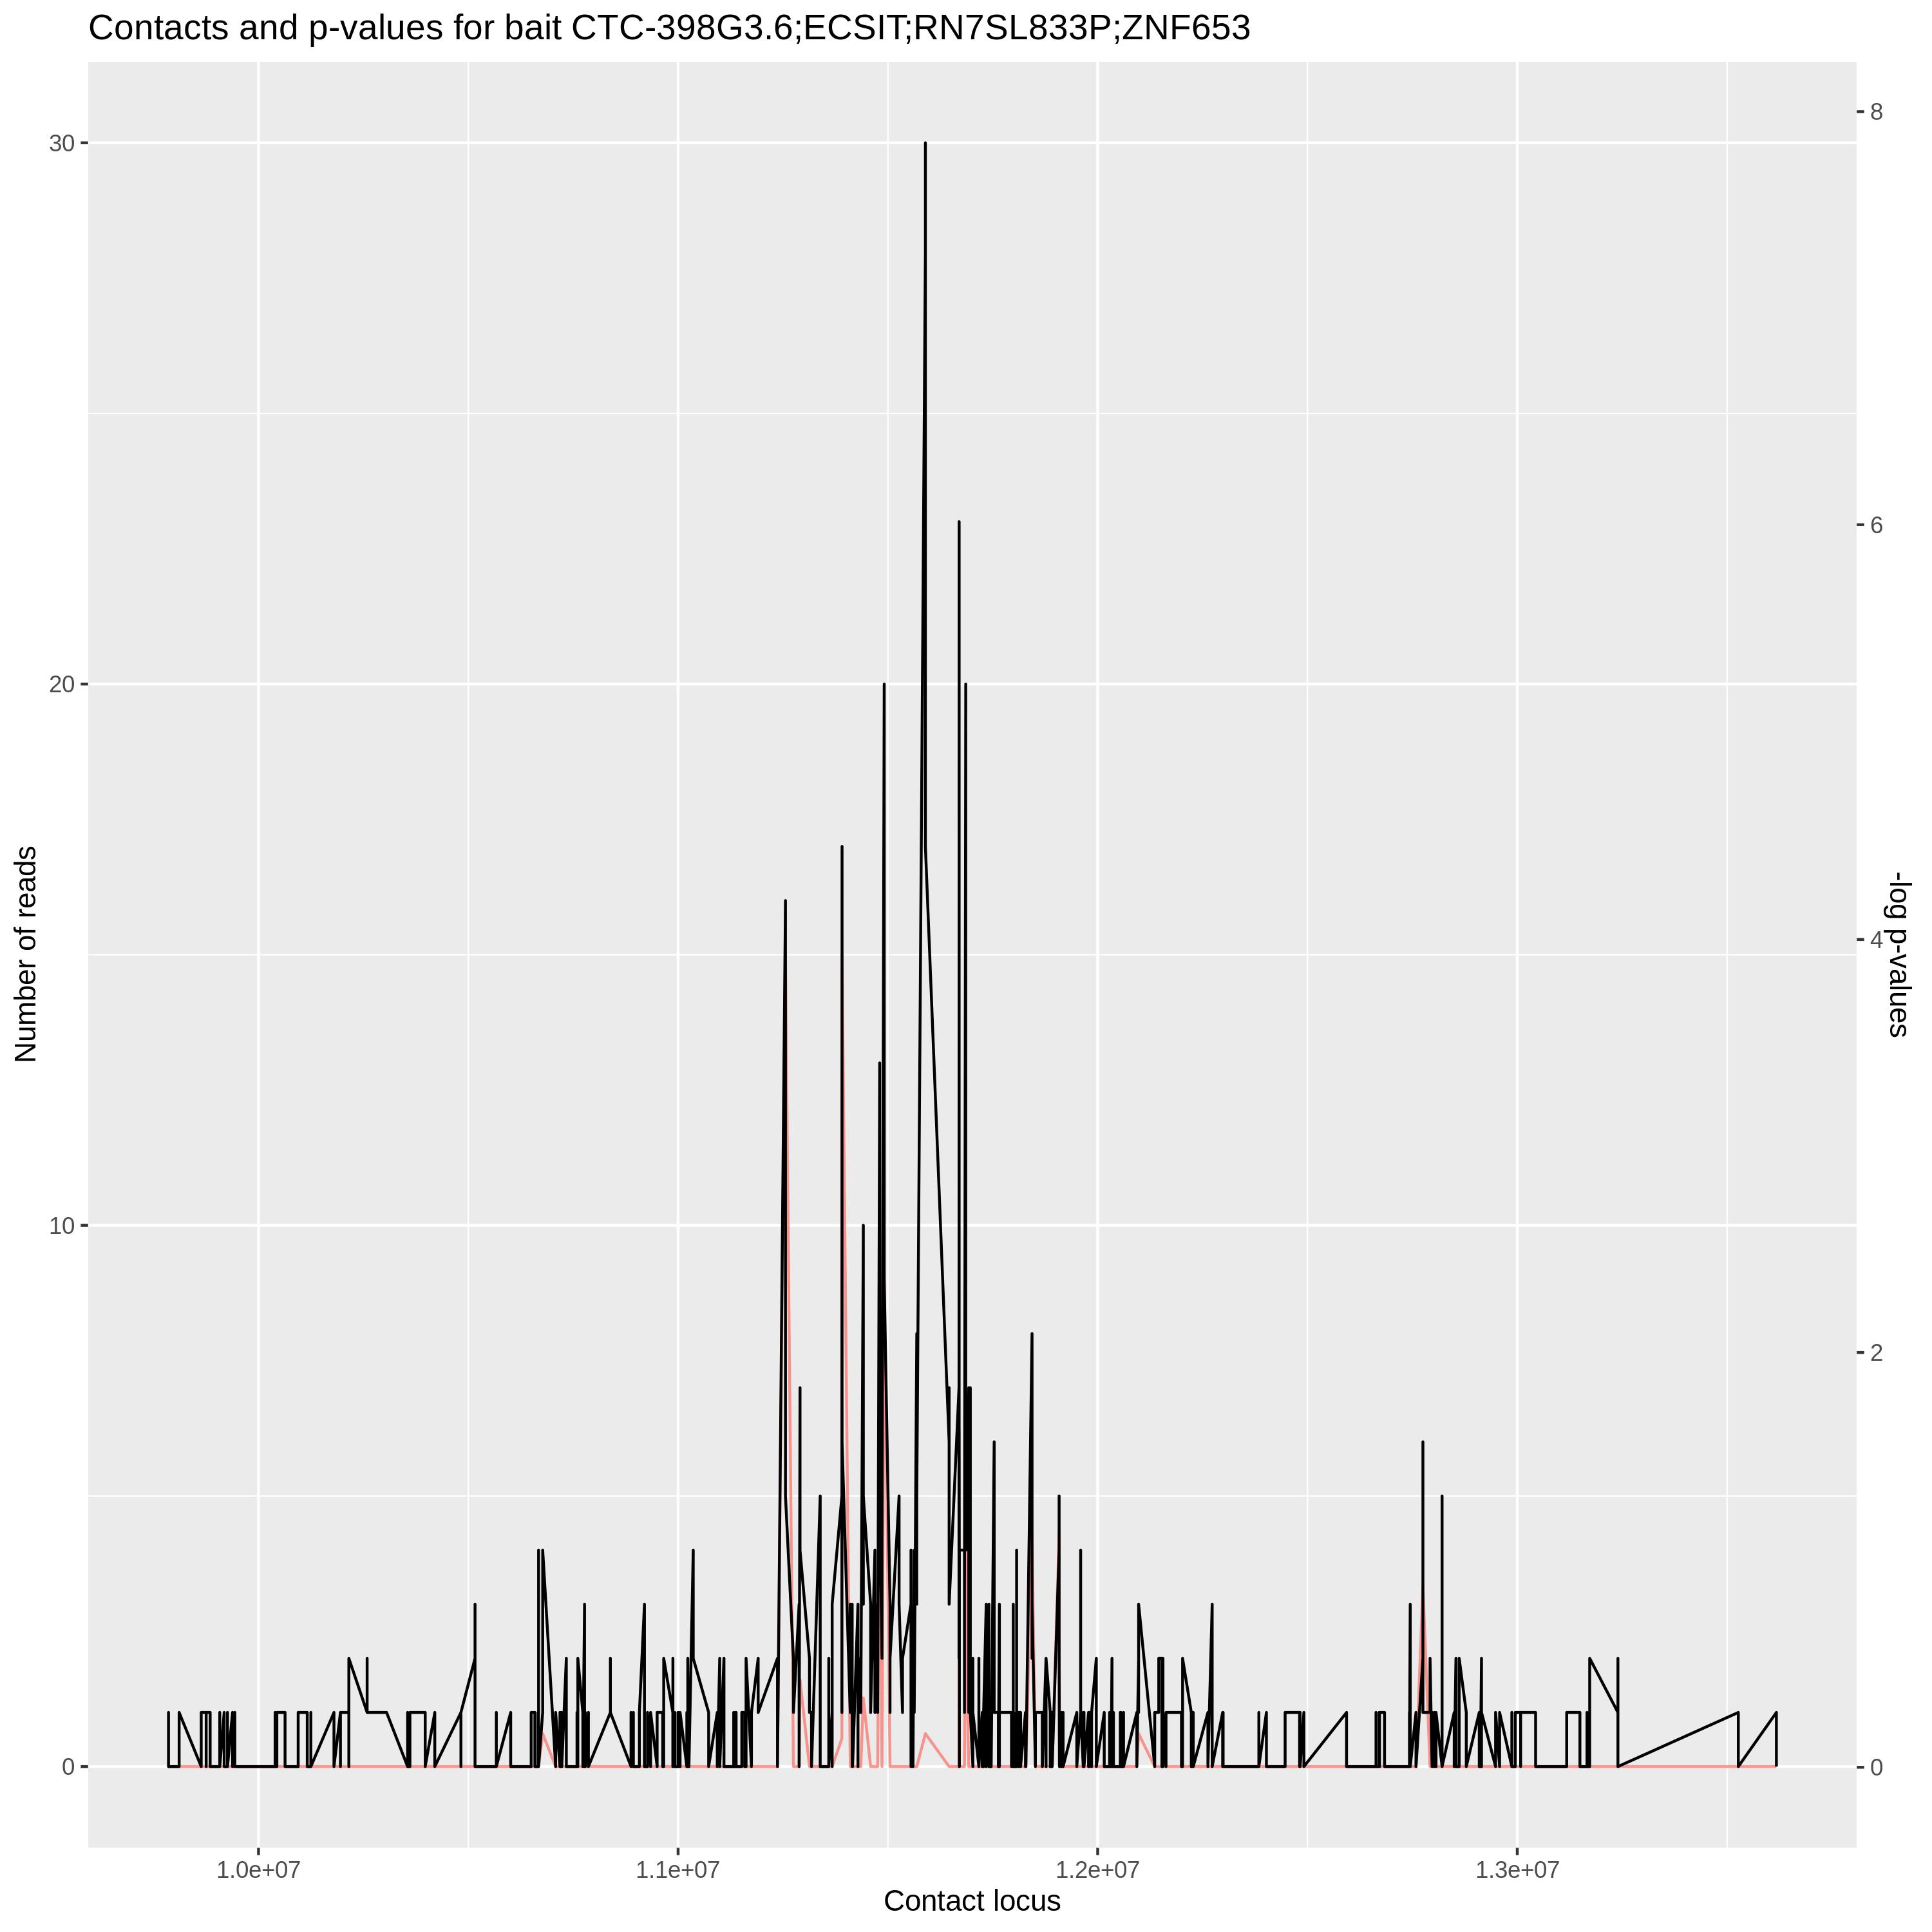 Contacts and p-values for bait CTC-398G3.6;ECSIT;RN7SL833P;ZNF653
30
20
10
0
Number of reads
8
6
4
2
0
-log p-values
1.0e+07
1.1e+07
1.2e+07
1.3e+07
Contact locus